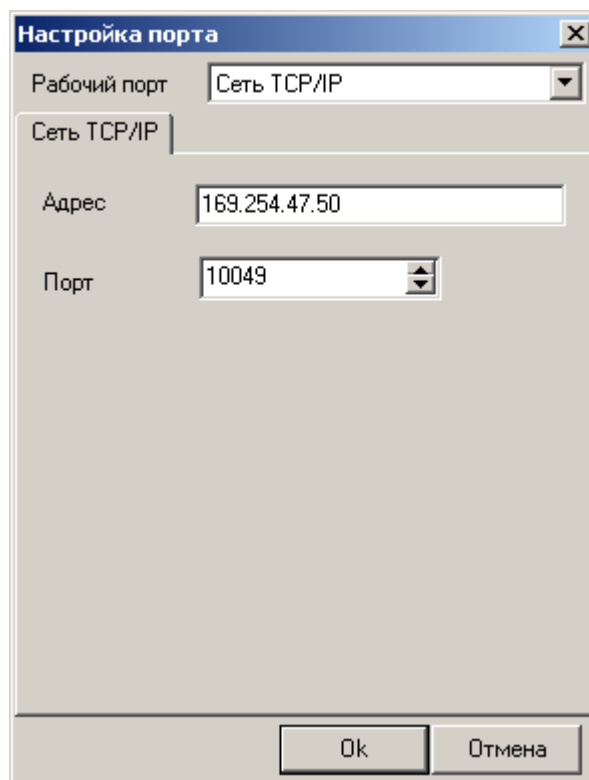 Настройка порта
Рабочий порт Сеть TCP/IP
Сеть TCP/IP
Адрес 169.254.47.50
Порт 10049
Ok Отмена